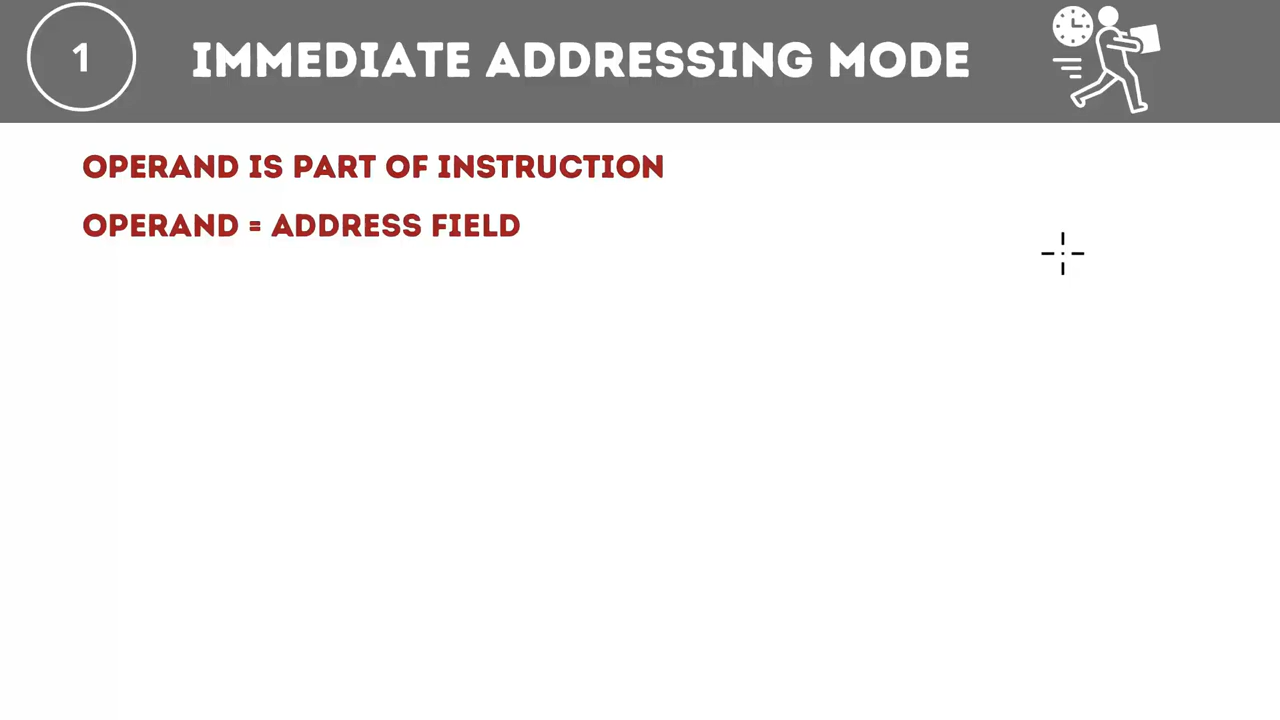 1
IMMEDIATE ADDRESSING MODE
OPERAND IS PART OF INSTRUCTION
OPERAND = ADDRESS FIELD